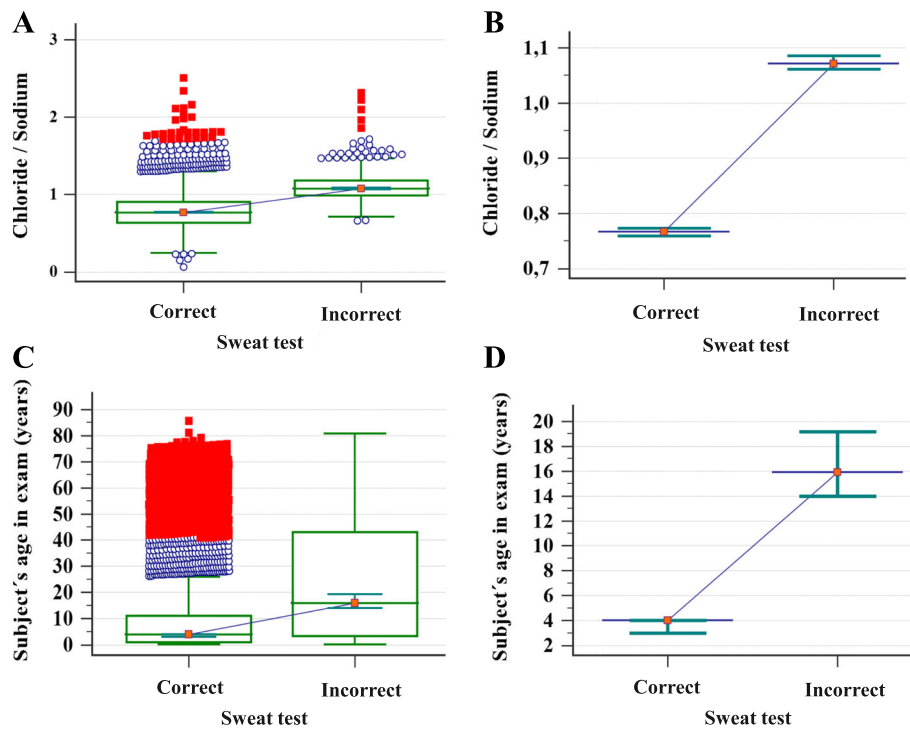 A
Chloride / Sodium
3
2
1
0
Correct
Incorrect
Sweat test
B
Chloride / Sodium
1,1
1,0
0,9
0,8
0,7
Correct
Incorrect
Sweat test
C
Subject´s age in exam (years)
90
80
70
60
50
40
30
20
10
0
Correct
Incorrect
Sweat test
D
Subject´s age in exam (years)
20
18
16
14
12
10
8
6
4
2
Correct
Incorrect
Sweat test